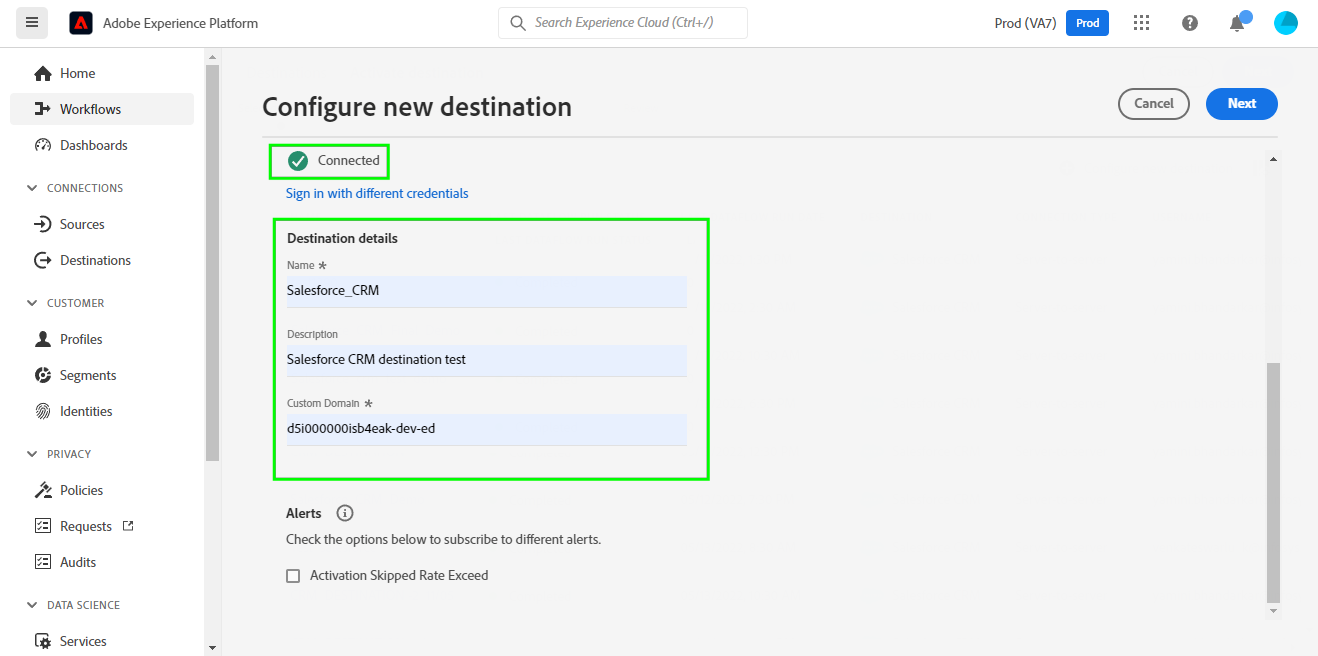 Adobe Experience Platform
Search Experience Cloud (Ctrl+/)
Prod (VA7)
Prod
Home
Workflows
Dashboards
CONNECTIONS
Sources
Destinations
CUSTOMER
Profiles
Segments
Identities
PRIVACY
Policies
Requests
Audits
DATA SCIENCE
Services
Configure new destination
Cancel
Next
Connected
Sign in with different credentials
Destination details
Name *
Salesforce_CRM
Description
Salesforce CRM destination test
Custom Domain *
d5i000000isb4eak-dev-ed
Alerts
Check the options below to subscribe to different alerts.
Activation Skipped Rate Exceed